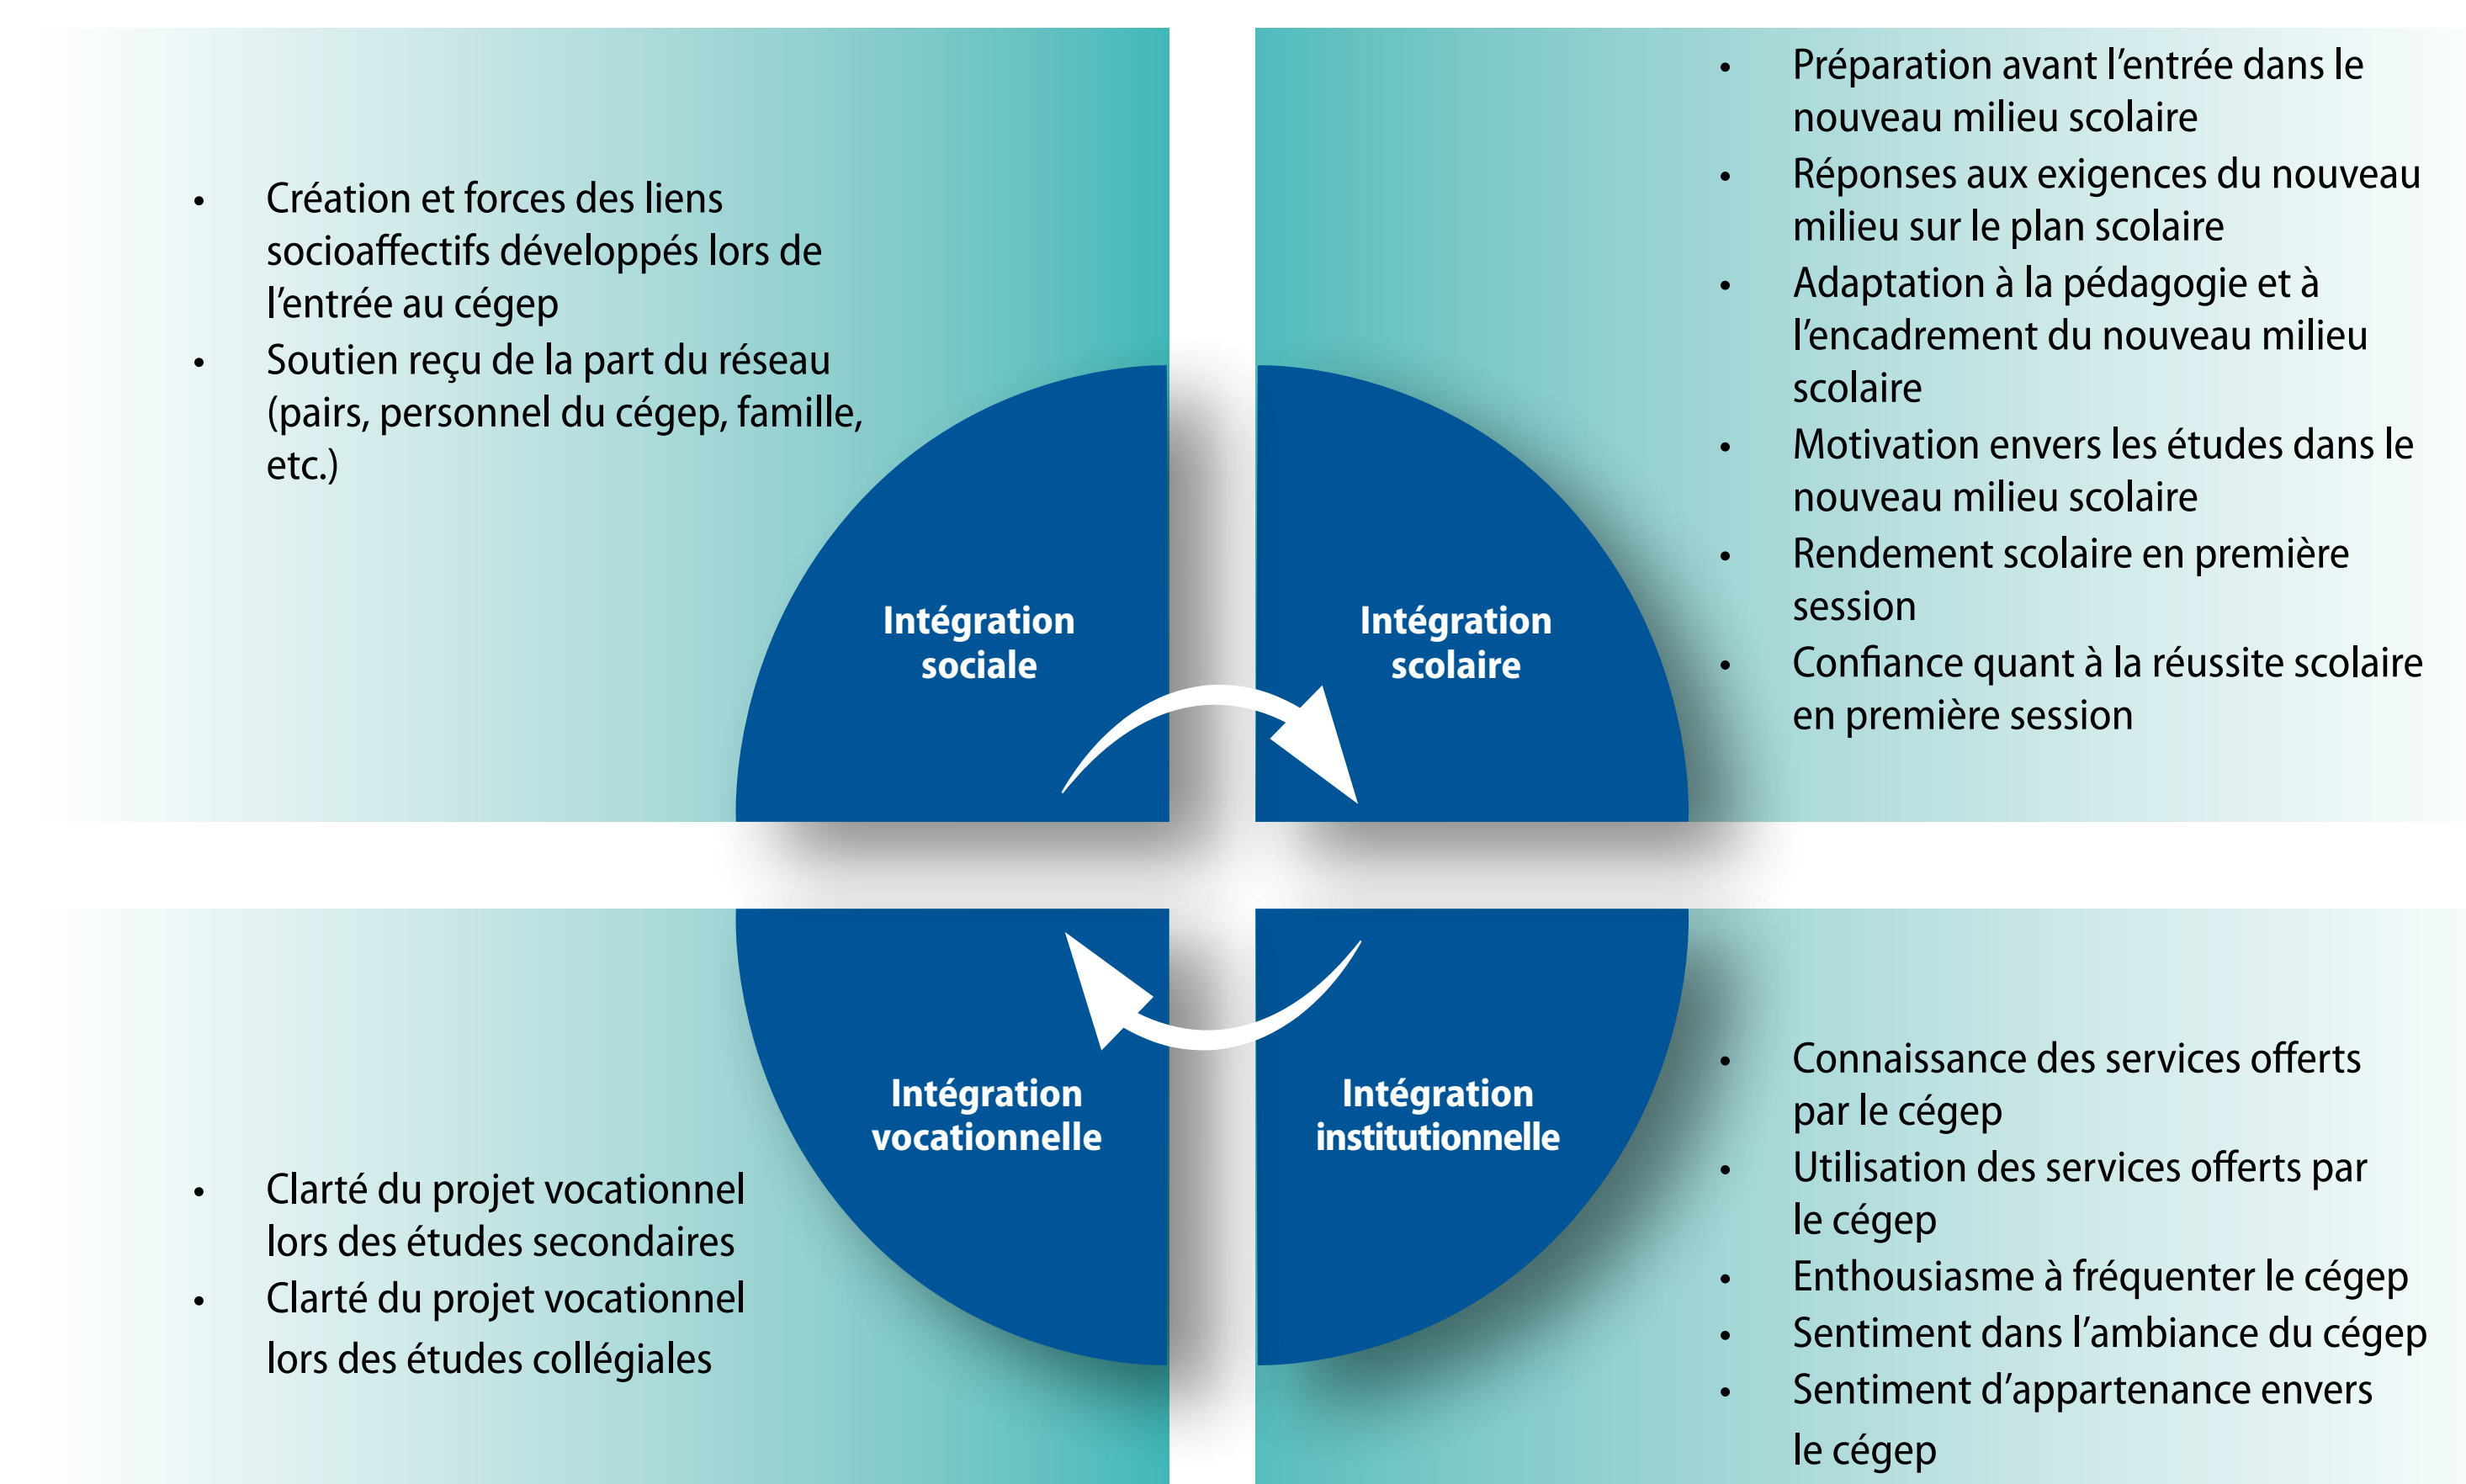 • Création et forces des liens
socioaffectifs développés lors de
l’entrée au cégep
• Soutien reçu de la part du réseau
(pairs, personnel du cégep, famille,
etc.)
Intégration
sociale
• Préparation avant l’entrée dans le
nouveau milieu scolaire
• Réponses aux exigences du nouveau
milieu sur le plan scolaire
• Adaptation à la pédagogie et à
l’encadrement du nouveau milieu
scolaire
• Motivation envers les études dans le
nouveau milieu scolaire
• Rendement scolaire en première
session
• Confiance quant à la réussite scolaire
en première session
Intégration
scolaire
Intégration
vocationnelle
• Clarté du projet vocationnel
lors des études secondaires
• Clarté du projet vocationnel
lors des études collégiales
Intégration
institutionnelle
• Connaissance des services offerts
par le cégep
• Utilisation des services offerts par
le cégep
• Enthousiasme à fréquenter le cégep
• Sentiment dans l’ambiance du cégep
• Sentiment d’appartenance envers
le cégep